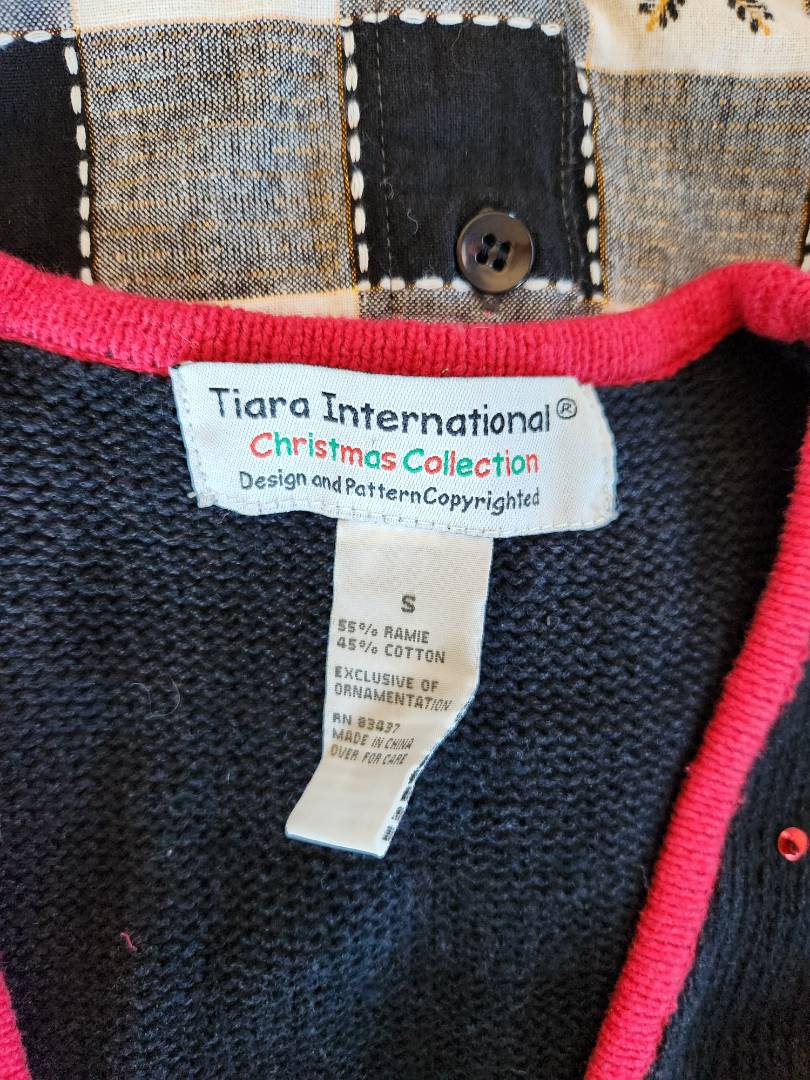 Tiara International®
Christmas Collection
Design and Pattern Copyrighted
S
55% RAMIE
45% COTTON
EXCLUSIVE OF
ORNAMENTATION
RN 83437
MADE IN CHINA
OVER FOR CARE